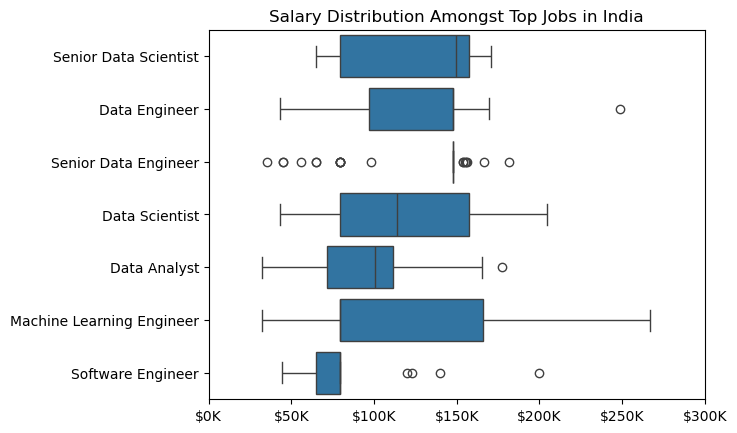 Salary Distribution Amongst Top Jobs in India
Senior Data Scientist
Data Engineer
Senior Data Engineer
Data Scientist
Data Analyst
Machine Learning Engineer
Software Engineer
$0K $50K $100K $150K $200K $250K $300K